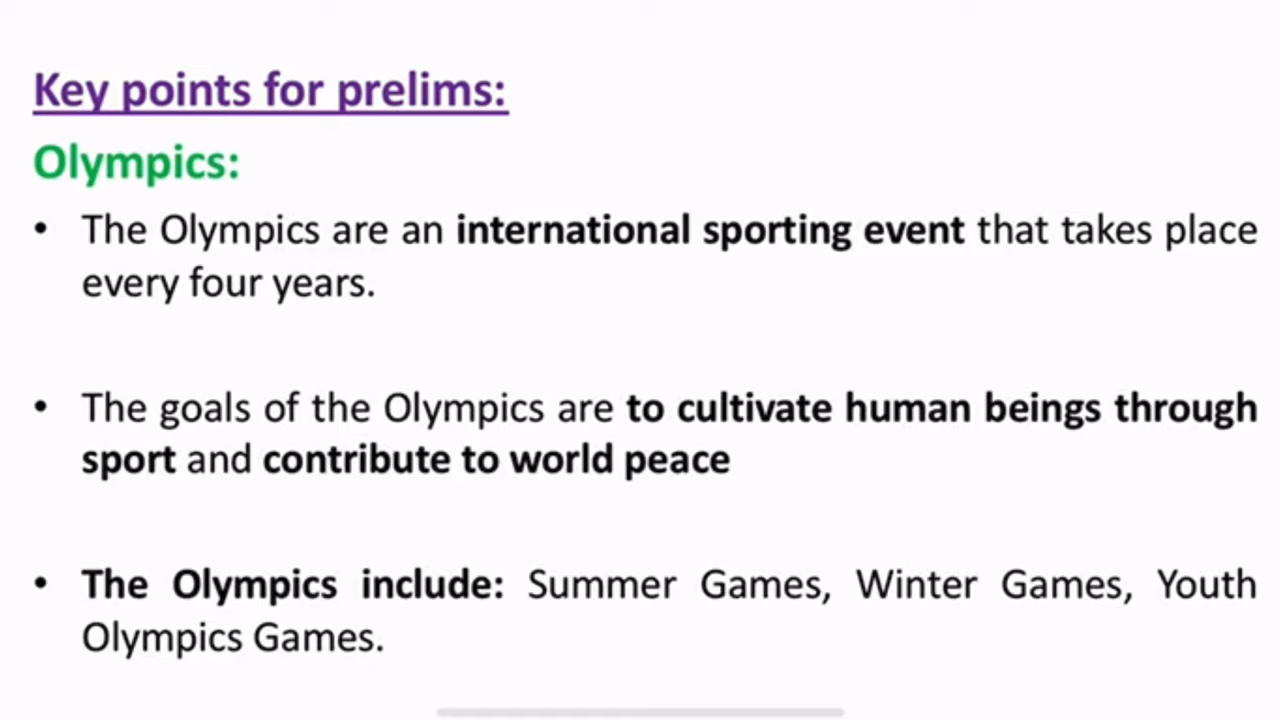 Key points for prelims:
Olympics:
• The Olympics are an international sporting event that takes place
every four years.
• The goals of the Olympics are to cultivate human beings through
sport and contribute to world peace
• The Olympics include: Summer Games, Winter Games, Youth
Olympics Games.